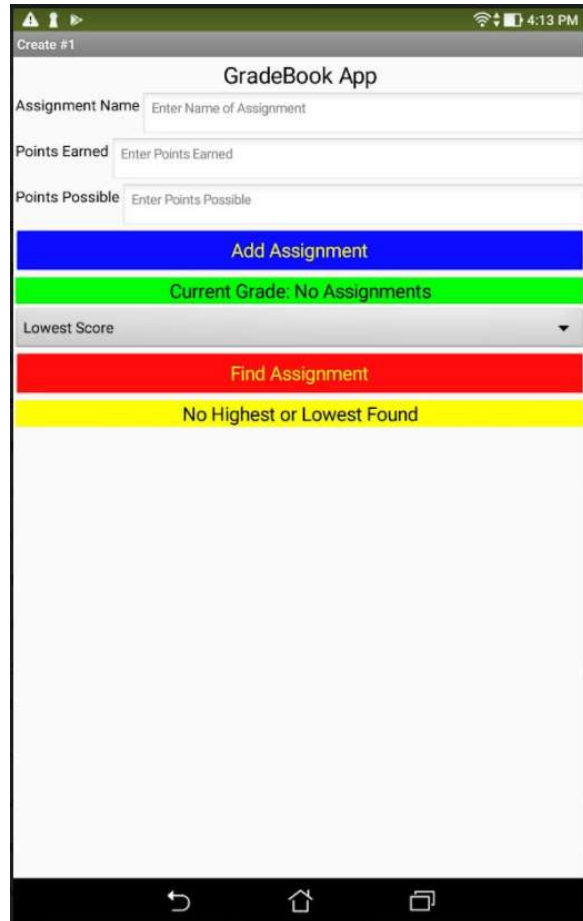 4:13 PM
Create #1
GradeBook App
Assignment Name Enter Name of Assignment
Points Earned Enter Points Earned
Points Possible Enter Points Possible
Add Assignment
Current Grade: No Assignments
Lowest Score
Find Assignment
No Highest or Lowest Found